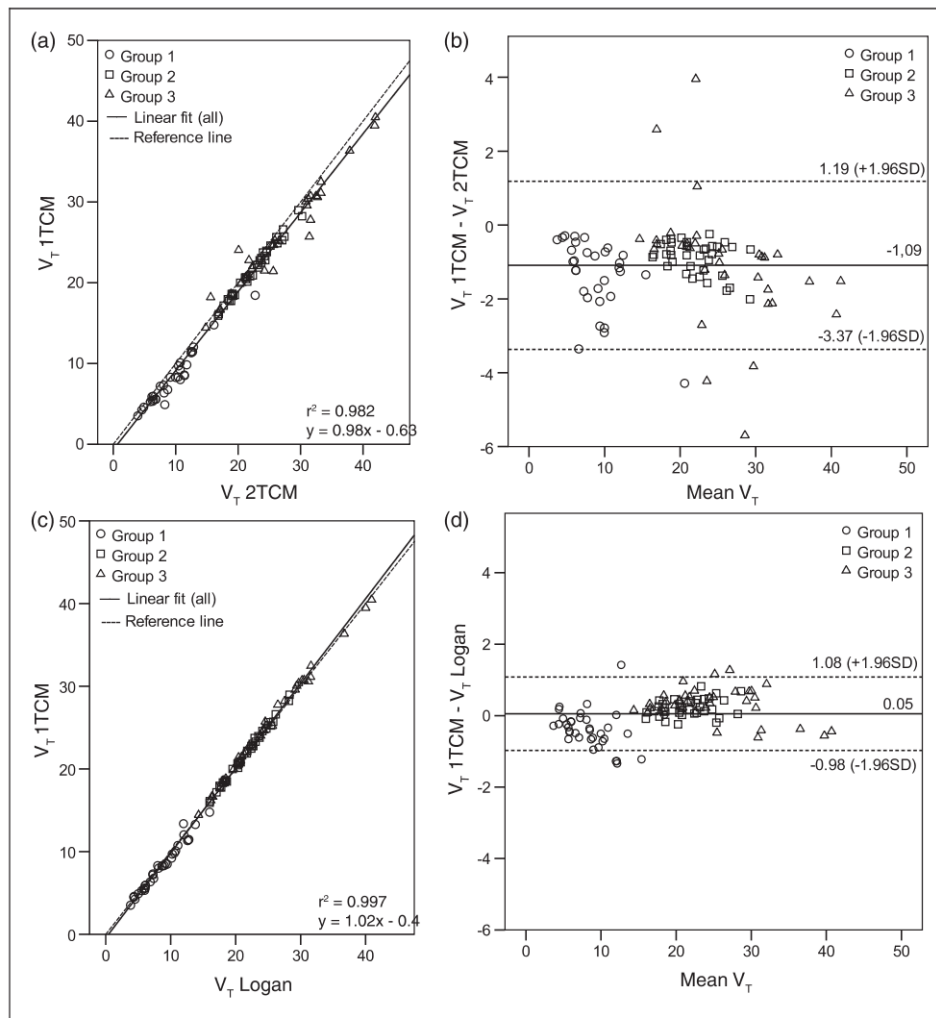 (a)
50
40
30
20
10
0
V_T 1TCM
Group 1
Group 2
Group 3
Linear fit (all)
Reference line
r² = 0.982
y = 0.98x - 0.63
0 10 20 30 40
V_T 2TCM
(b)
4
2
0
-2
-4
-6
V_T 1TCM - V_T 2TCM
Group 1
Group 2
Group 3
1.19 (+1.96SD)
-1,09
-3.37 (-1.96SD)
0 10 20 30 40 50
Mean V_T
(c)
50
40
30
20
10
0
V_T 1TCM
Group 1
Group 2
Group 3
Linear fit (all)
Reference line
r² = 0.997
y = 1.02x - 0.4
0 10 20 30 40
V_T Logan
(d)
4
2
0
-2
-4
-6
V_T 1TCM - V_T Logan
Group 1
Group 2
Group 3
1.08 (+1.96SD)
0.05
-0.98 (-1.96SD)
0 10 20 30 40 50
Mean V_T